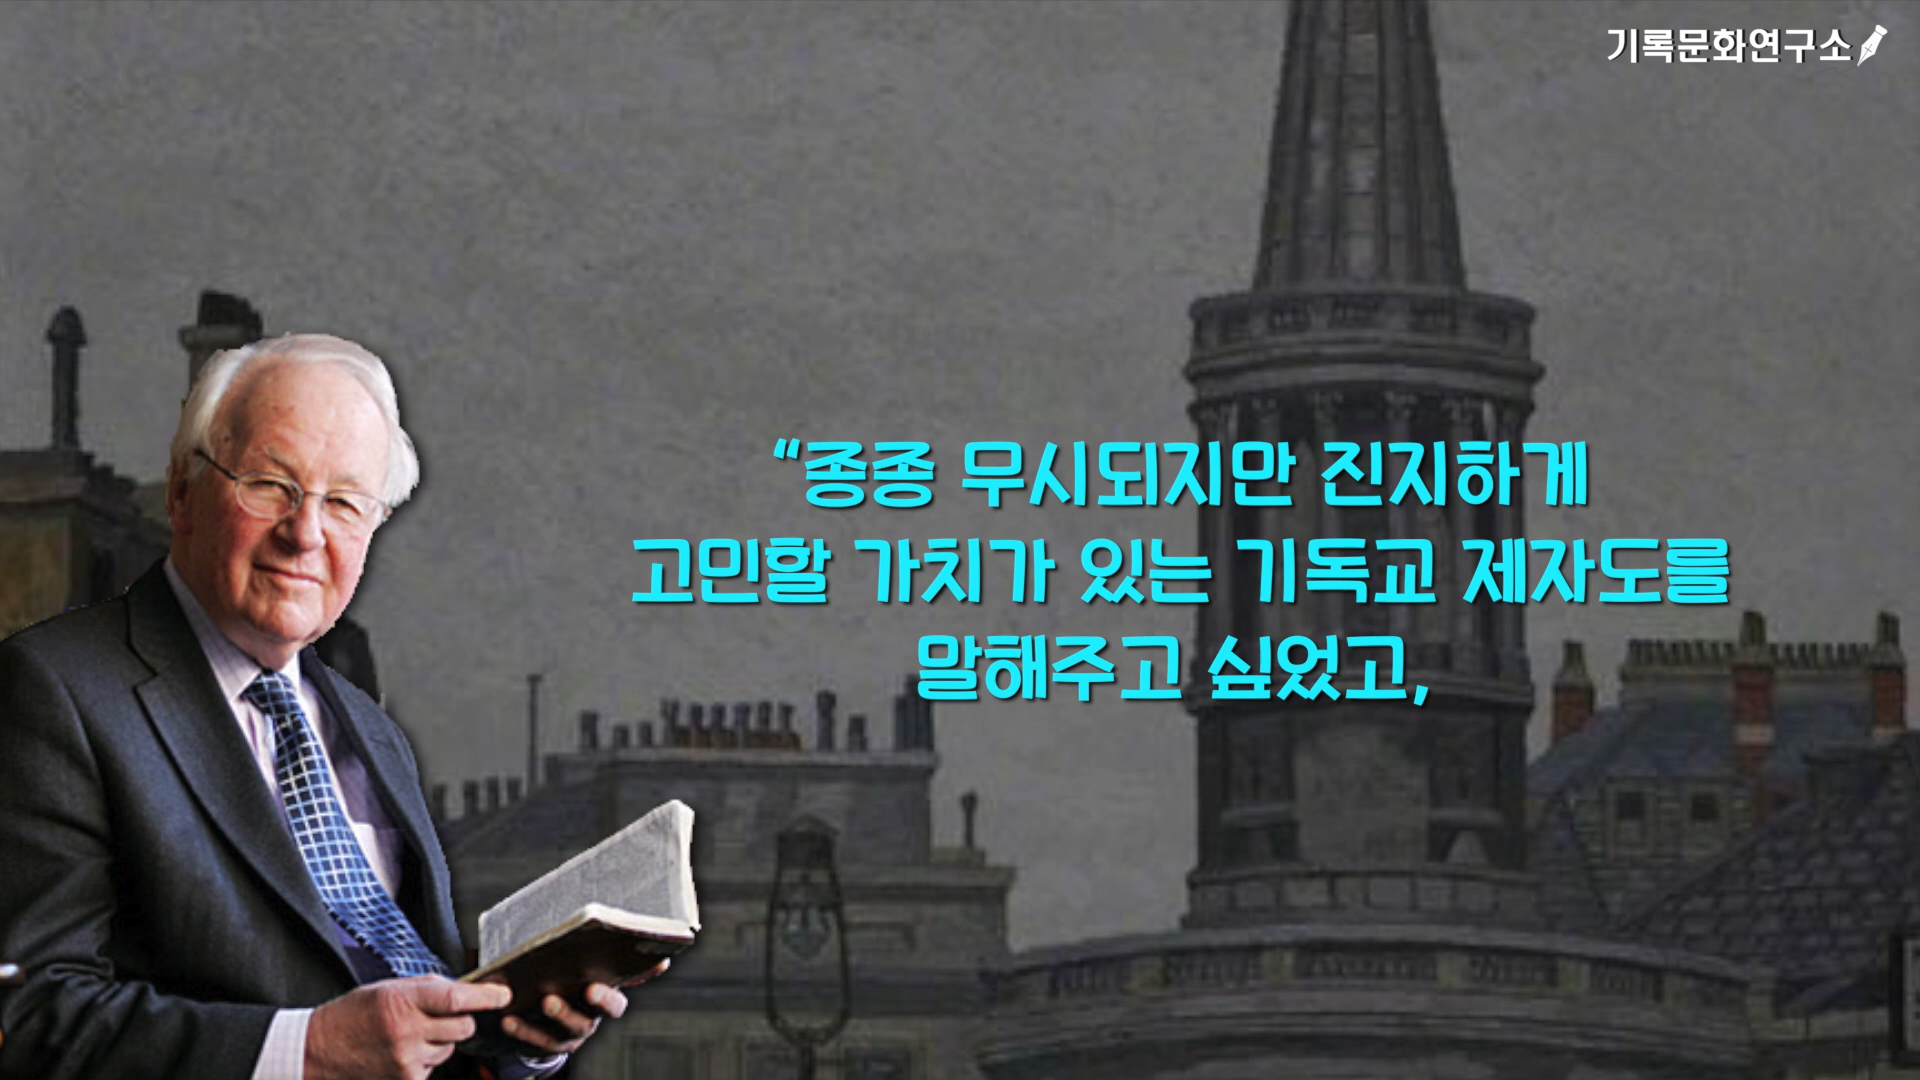 기록문화연구소
“종종 무시되지만 진지하게
고민할 가치가 있는 기독교 제자도를
말해주고 싶었고,